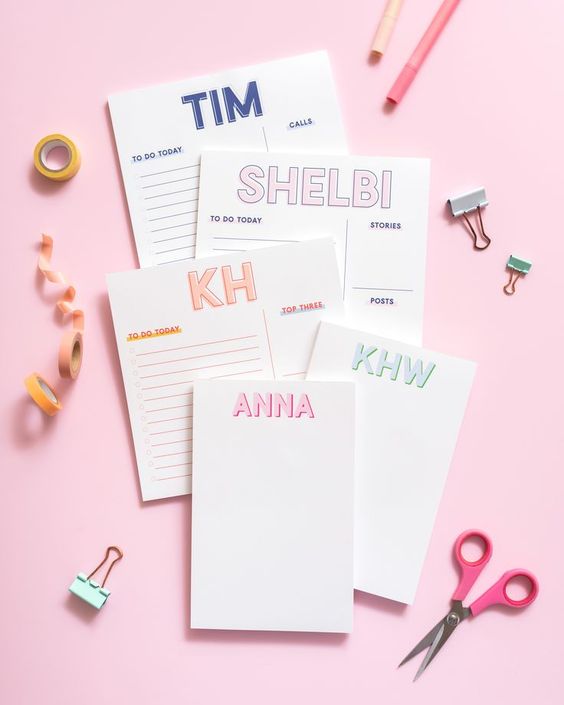 TIM
CALLS
TO DO TODAY
SHELBI
TO DO TODAY
STORIES
POSTS
KH
TOP THREE
TO DO TODAY
KHW
ANNA